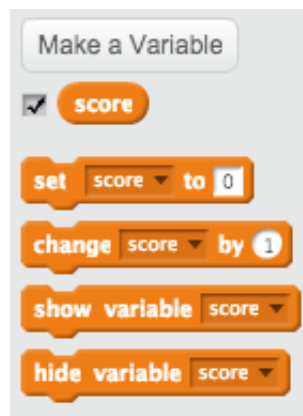 Make a Variable
score
set score to 0
change score by 1
show variable score
hide variable score